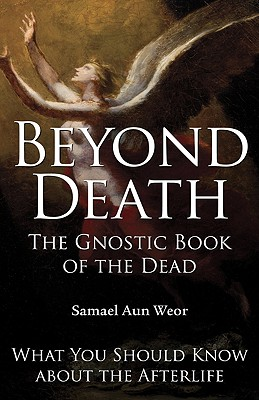 BEYOND
DEATH
THE GNOSTIC BOOK
OF THE DEAD
Samael Aun Weor
WHAT YOU SHOULD KNOW
ABOUT THE AFTERLIFE